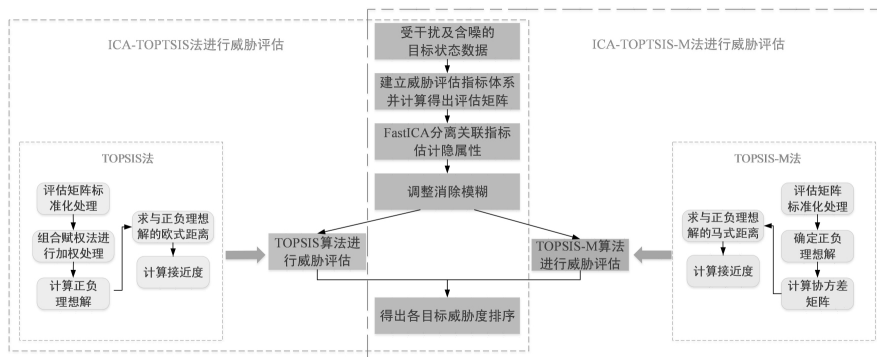 ICA-TOPTSIS法进行威胁评估
受干扰及含噪的
目标状态数据
ICA-TOPTSIS-M法进行威胁评估
建立威胁评估指标体系
并计算得出评估矩阵
FastICA分离关联指标
估计隐属性
调整消除模糊
TOPSIS法
评估矩阵标
准化处理
组合赋权法进
行加权处理
计算正负
理想解
求与正负理想
解的欧式距离
计算接近度
TOPSIS算法进
行威胁评估
TOPSIS-M算法
进行威胁评估
TOPSIS-M法
评估矩阵
标准化处理
确定正负
理想解
计算协方差
矩阵
求与正负理想
解的马式距离
计算接近度
得出各目标威胁度排序